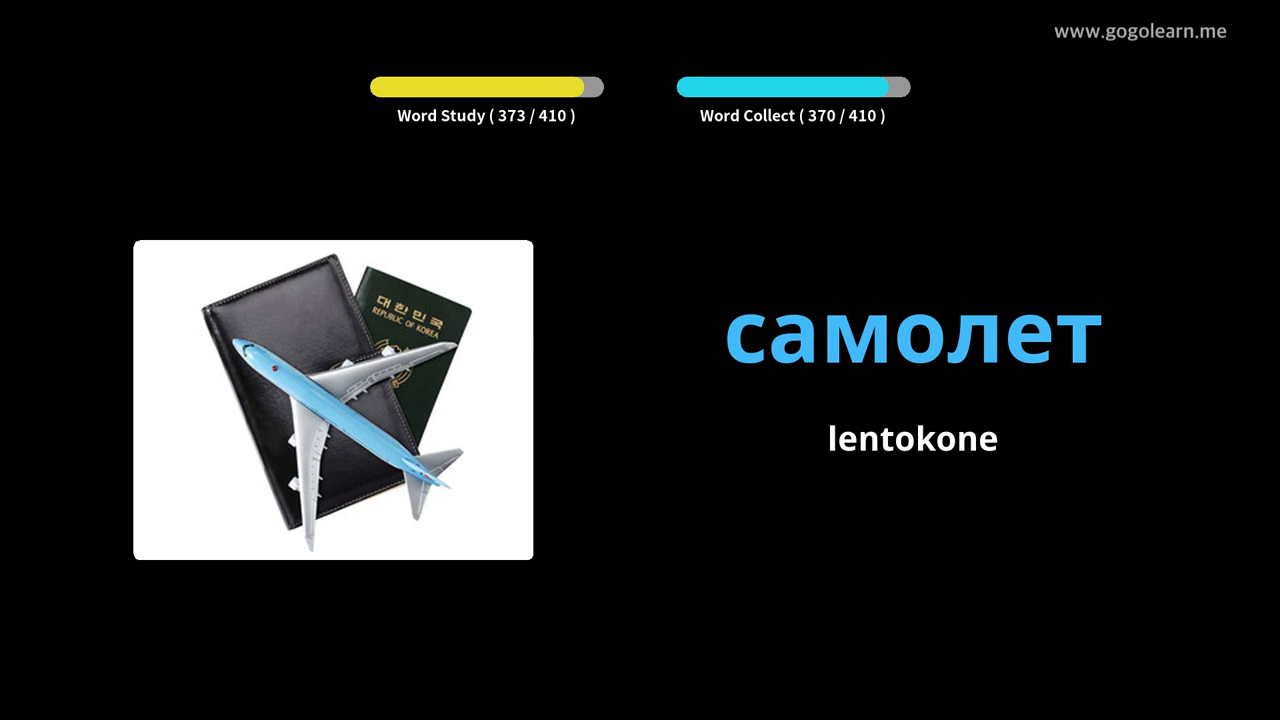 www.gogolearn.me
Word Study ( 373 / 410 )
Word Collect ( 370 / 410 )
대한민국
REPUBLIC OF KOREA
самолет
lentokone